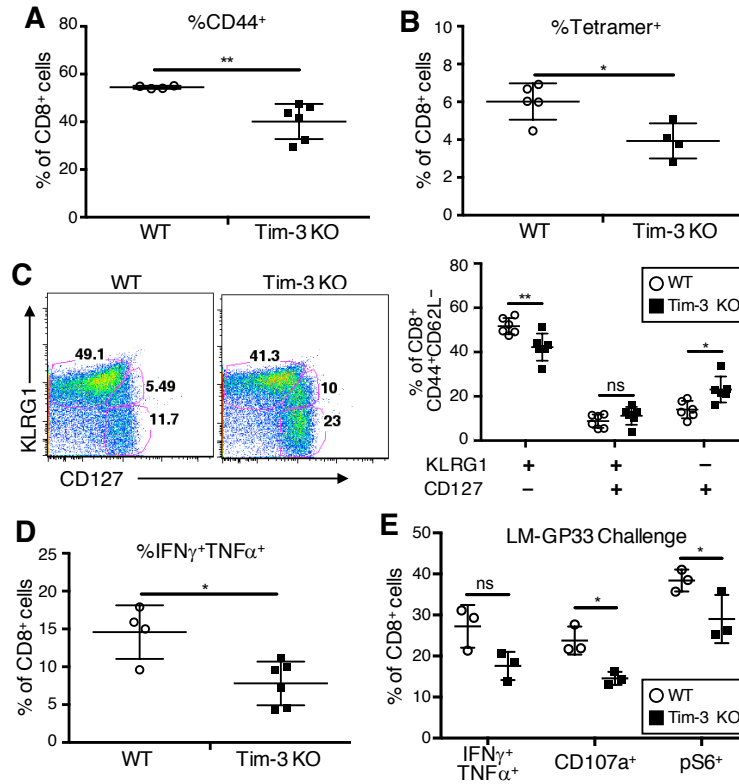 A
%CD44+
80
60
40
20
0
% of CD8+ cells
**
WT
Tim-3 KO
B
%Tetramer+
10
8
6
4
2
0
% of CD8+ cells
*
WT
Tim-3 KO
C
WT
Tim-3 KO
49.1
5.49
11.7
41.3
10
23
KLRG1
CD127
80
60
40
20
% of CD8+
CD44+CD62L−
WT
Tim-3 KO
**
ns
*
KLRG1 + + −
CD127 − + +
D
%IFNγ+TNFα+
25
20
15
10
5
0
% of CD8+ cells
*
WT
Tim-3 KO
E
LM-GP33 Challenge
50
40
30
20
10
0
% of CD8+ cells
ns
*
*
WT
Tim-3 KO
IFNγ+
TNFα+
CD107a+
pS6+